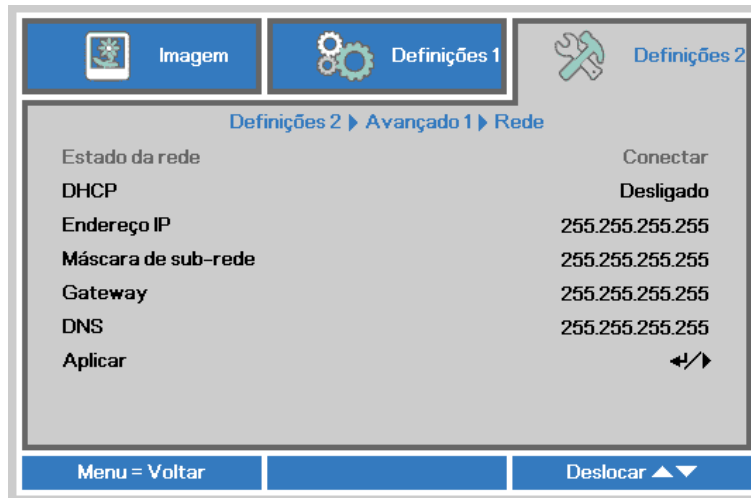 Imagem
Definições 1
Definições 2
Definições 2 Avançado 1 Rede
Estado da rede Conectar
DHCP Desligado
Endereço IP 255.255.255.255
Máscara de sub-rede 255.255.255.255
Gateway 255.255.255.255
DNS 255.255.255.255
Aplicar
Menu = Voltar
Deslocar